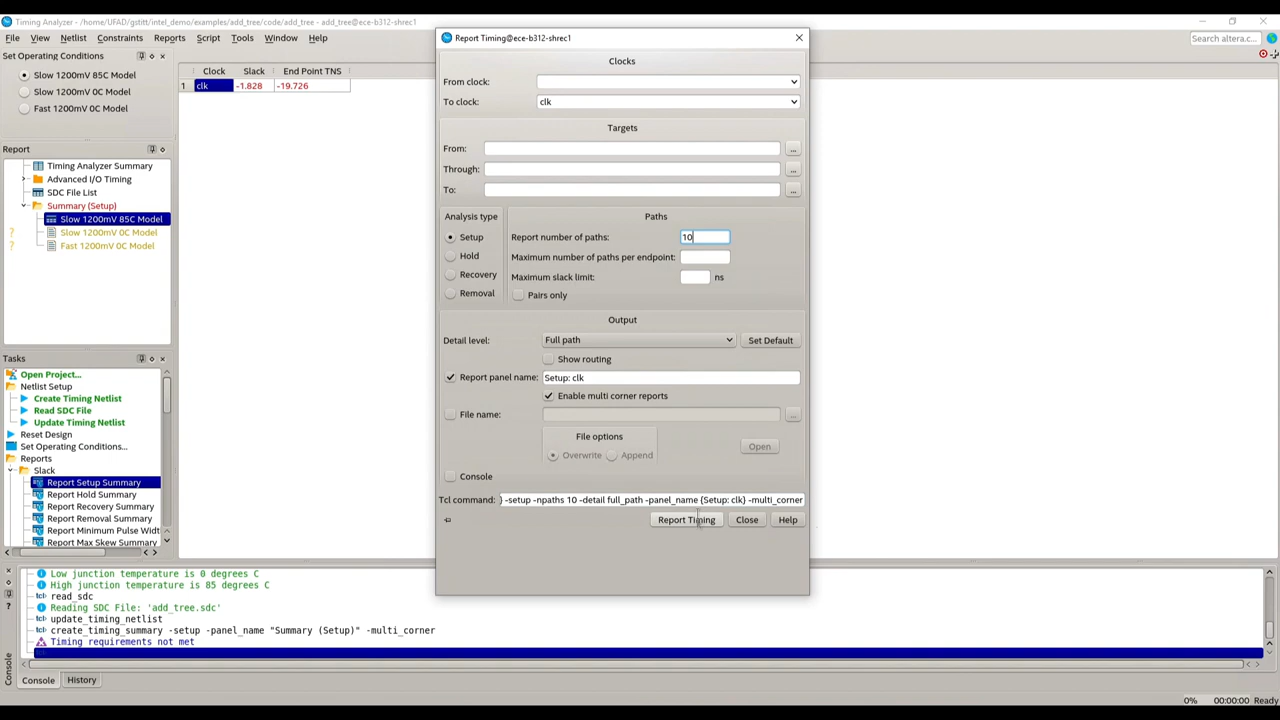 Timing Analyzer - /home/UFAD/gstitt/intel_demo/examples/add_tree/code/add_tree - add_tree@ece-b312-shrec1
File View Netlist Constraints Reports Script Tools Window Help
Search altera.c...
Set Operating Conditions
Slow 1200mV 85C Model
Slow 1200mV 0C Model
Fast 1200mV 0C Model
Report
Timing Analyzer Summary
Advanced I/O Timing
SDC File List
Summary (Setup)
Slow 1200mV 85C Model
? Slow 1200mV 0C Model
? Fast 1200mV 0C Model
Tasks
Open Project...
Netlist Setup
Create Timing Netlist
Read SDC File
Update Timing Netlist
Reset Design
Set Operating Conditions...
Reports
Slack
Report Setup Summary
Report Hold Summary
Report Recovery Summary
Report Removal Summary
Report Minimum Pulse Widt
Report Max Skew Summary
Clock Slack End Point TNS
1 clk -1.828 -19.726
Report Timing@ece-b312-shrec1
Clocks
From clock:
To clock: clk
Targets
From: ...
Through: ...
To: ...
Analysis type
Setup
Hold
Recovery
Removal
Paths
Report number of paths: 10
Maximum number of paths per endpoint:
Maximum slack limit: ns
Pairs only
Output
Detail level: Full path Set Default
Show routing
Report panel name: Setup: clk
Enable multi corner reports
File name: ...
File options
Overwrite Append
Open
Console
Tcl command: } -setup -npaths 10 -detail full_path -panel_name {Setup: clk} -multi_corner
Report Timing Close Help
Low junction temperature is 0 degrees C
High junction temperature is 85 degrees C
tcl> read_sdc
Reading SDC File: 'add_tree.sdc'
tcl> update_timing_netlist
tcl> create_timing_summary -setup -panel_name "Summary (Setup)" -multi_corner
Timing requirements not met
tcl>
?
Console
Console History
0% 00:00:00 Ready